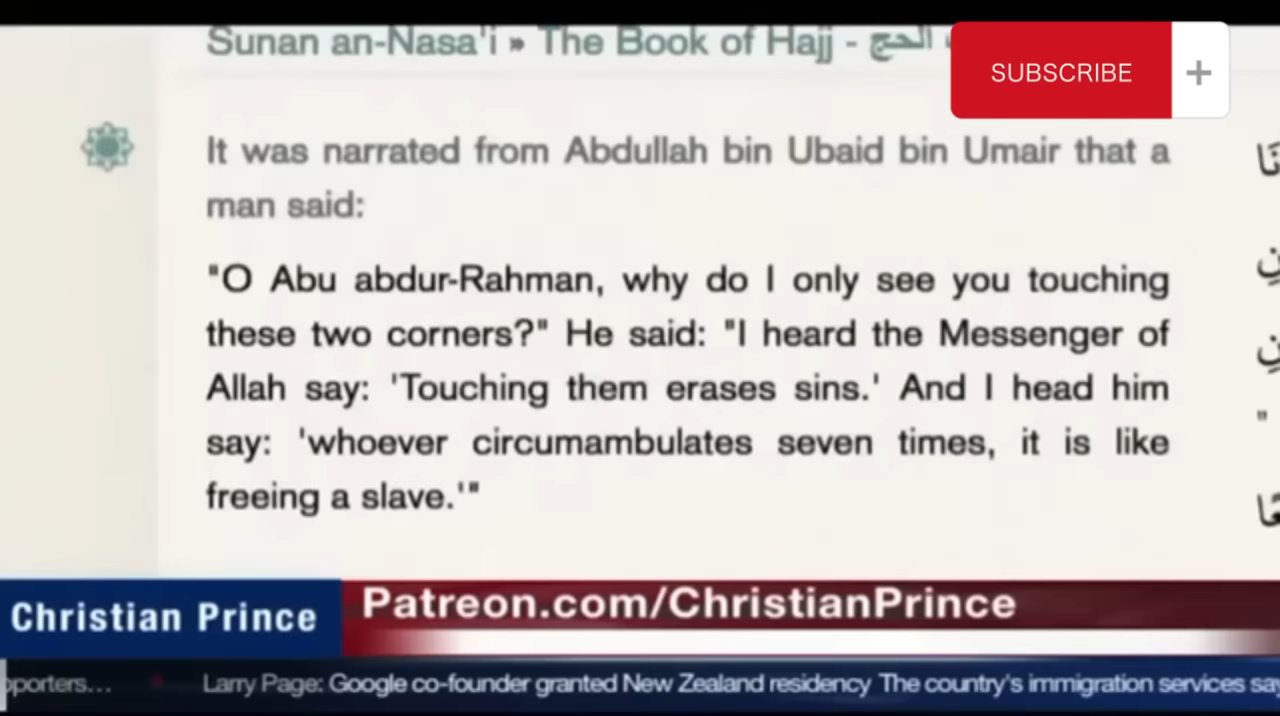 Sunan an-Nasa'i » The Book of Hajj - الحج
SUBSCRIBE +
It was narrated from Abdullah bin Ubaid bin Umair that a
man said:
"O Abu abdur-Rahman, why do I only see you touching
these two corners?" He said: "I heard the Messenger of
Allah say: 'Touching them erases sins.' And I head him
say: 'whoever circumambulates seven times, it is like
freeing a slave.'"
Christian Prince
Patreon.com/ChristianPrince
pporters... Larry Page: Google co-founder granted New Zealand residency The country's immigration services say